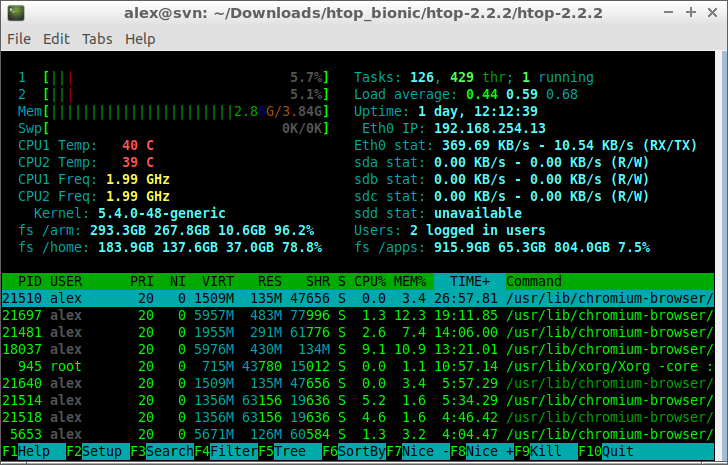 alex@svn: ~/Downloads/htop_bionic/htop-2.2.2/htop-2.2.2
File Edit Tabs Help
1 [||| 5.7%] Tasks: 126, 429 thr; 1 running
2 [||| 5.1%] Load average: 0.44 0.59 0.68
Mem[|||||||||||||||||||||||2.86G/3.84G] Uptime: 1 day, 12:12:39
Swp[ 0K/0K] Eth0 IP: 192.168.254.13
CPU1 Temp: 40 C Eth0 stat: 369.69 KB/s - 10.54 KB/s (RX/TX)
CPU2 Temp: 39 C sda stat: 0.00 KB/s - 0.00 KB/s (R/W)
CPU1 Freq: 1.99 GHz sdb stat: 0.00 KB/s - 0.00 KB/s (R/W)
CPU2 Freq: 1.99 GHz sdc stat: 0.00 KB/s - 0.00 KB/s (R/W)
Kernel: 5.4.0-48-generic sdd stat: unavailable
fs /arm: 293.3GB 267.8GB 10.6GB 96.2% Users: 2 logged in users
fs /home: 183.9GB 137.6GB 37.0GB 78.8% fs /apps: 915.9GB 65.3GB 804.0GB 7.5%
PID USER PRI NI VIRT RES SHR S CPU% MEM% TIME+ Command
21510 alex 20 0 1509M 135M 47656 S 0.0 3.4 26:57.81 /usr/lib/chromium-browser/
21697 alex 20 0 5957M 483M 77996 S 1.3 12.3 19:11.85 /usr/lib/chromium-browser/
21481 alex 20 0 1955M 291M 61776 S 2.6 7.4 14:06.00 /usr/lib/chromium-browser/
18037 alex 20 0 5976M 430M 134M S 9.1 10.9 13:21.01 /usr/lib/chromium-browser/
945 root 20 0 715M 43780 15012 S 0.0 1.1 10:57.14 /usr/lib/xorg/Xorg -core :
21640 alex 20 0 1509M 135M 47656 S 0.0 3.4 5:57.29 /usr/lib/chromium-browser/
21514 alex 20 0 1356M 63156 19636 S 5.2 1.6 5:34.29 /usr/lib/chromium-browser/
21518 alex 20 0 1356M 63156 19636 S 4.6 1.6 4:46.42 /usr/lib/chromium-browser/
5653 alex 20 0 5671M 126M 60584 S 1.3 3.2 4:04.47 /usr/lib/chromium-browser/
F1Help F2Setup F3SearchF4FilterF5Tree F6SortByF7Nice -F8Nice +F9Kill F10Quit